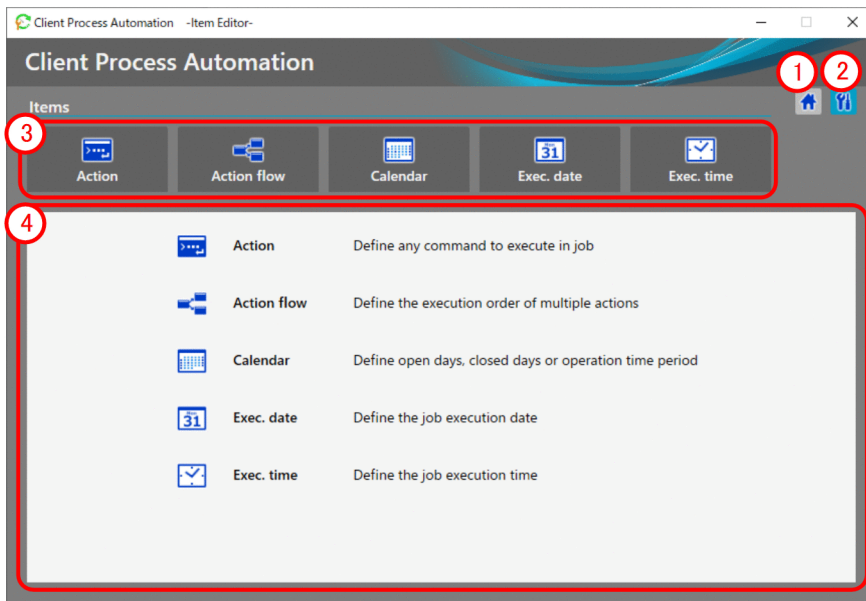 Client Process Automation -Item Editor-
Client Process Automation
1 2
Items
3
Action Action flow Calendar Exec. date Exec. time
4
Action Define any command to execute in job
Action flow Define the execution order of multiple actions
Calendar Define open days, closed days or operation time period
31 Exec. date Define the job execution date
Exec. time Define the job execution time